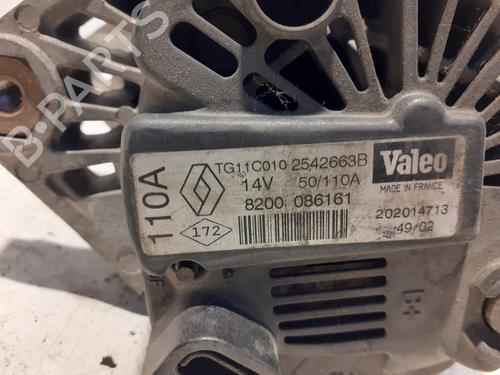 B-PARTS
110A
TG11C010 2542663B
14V 50/110A
8200 086161
172
Valeo
MADE IN FRANCE
202014713
49/02
B+